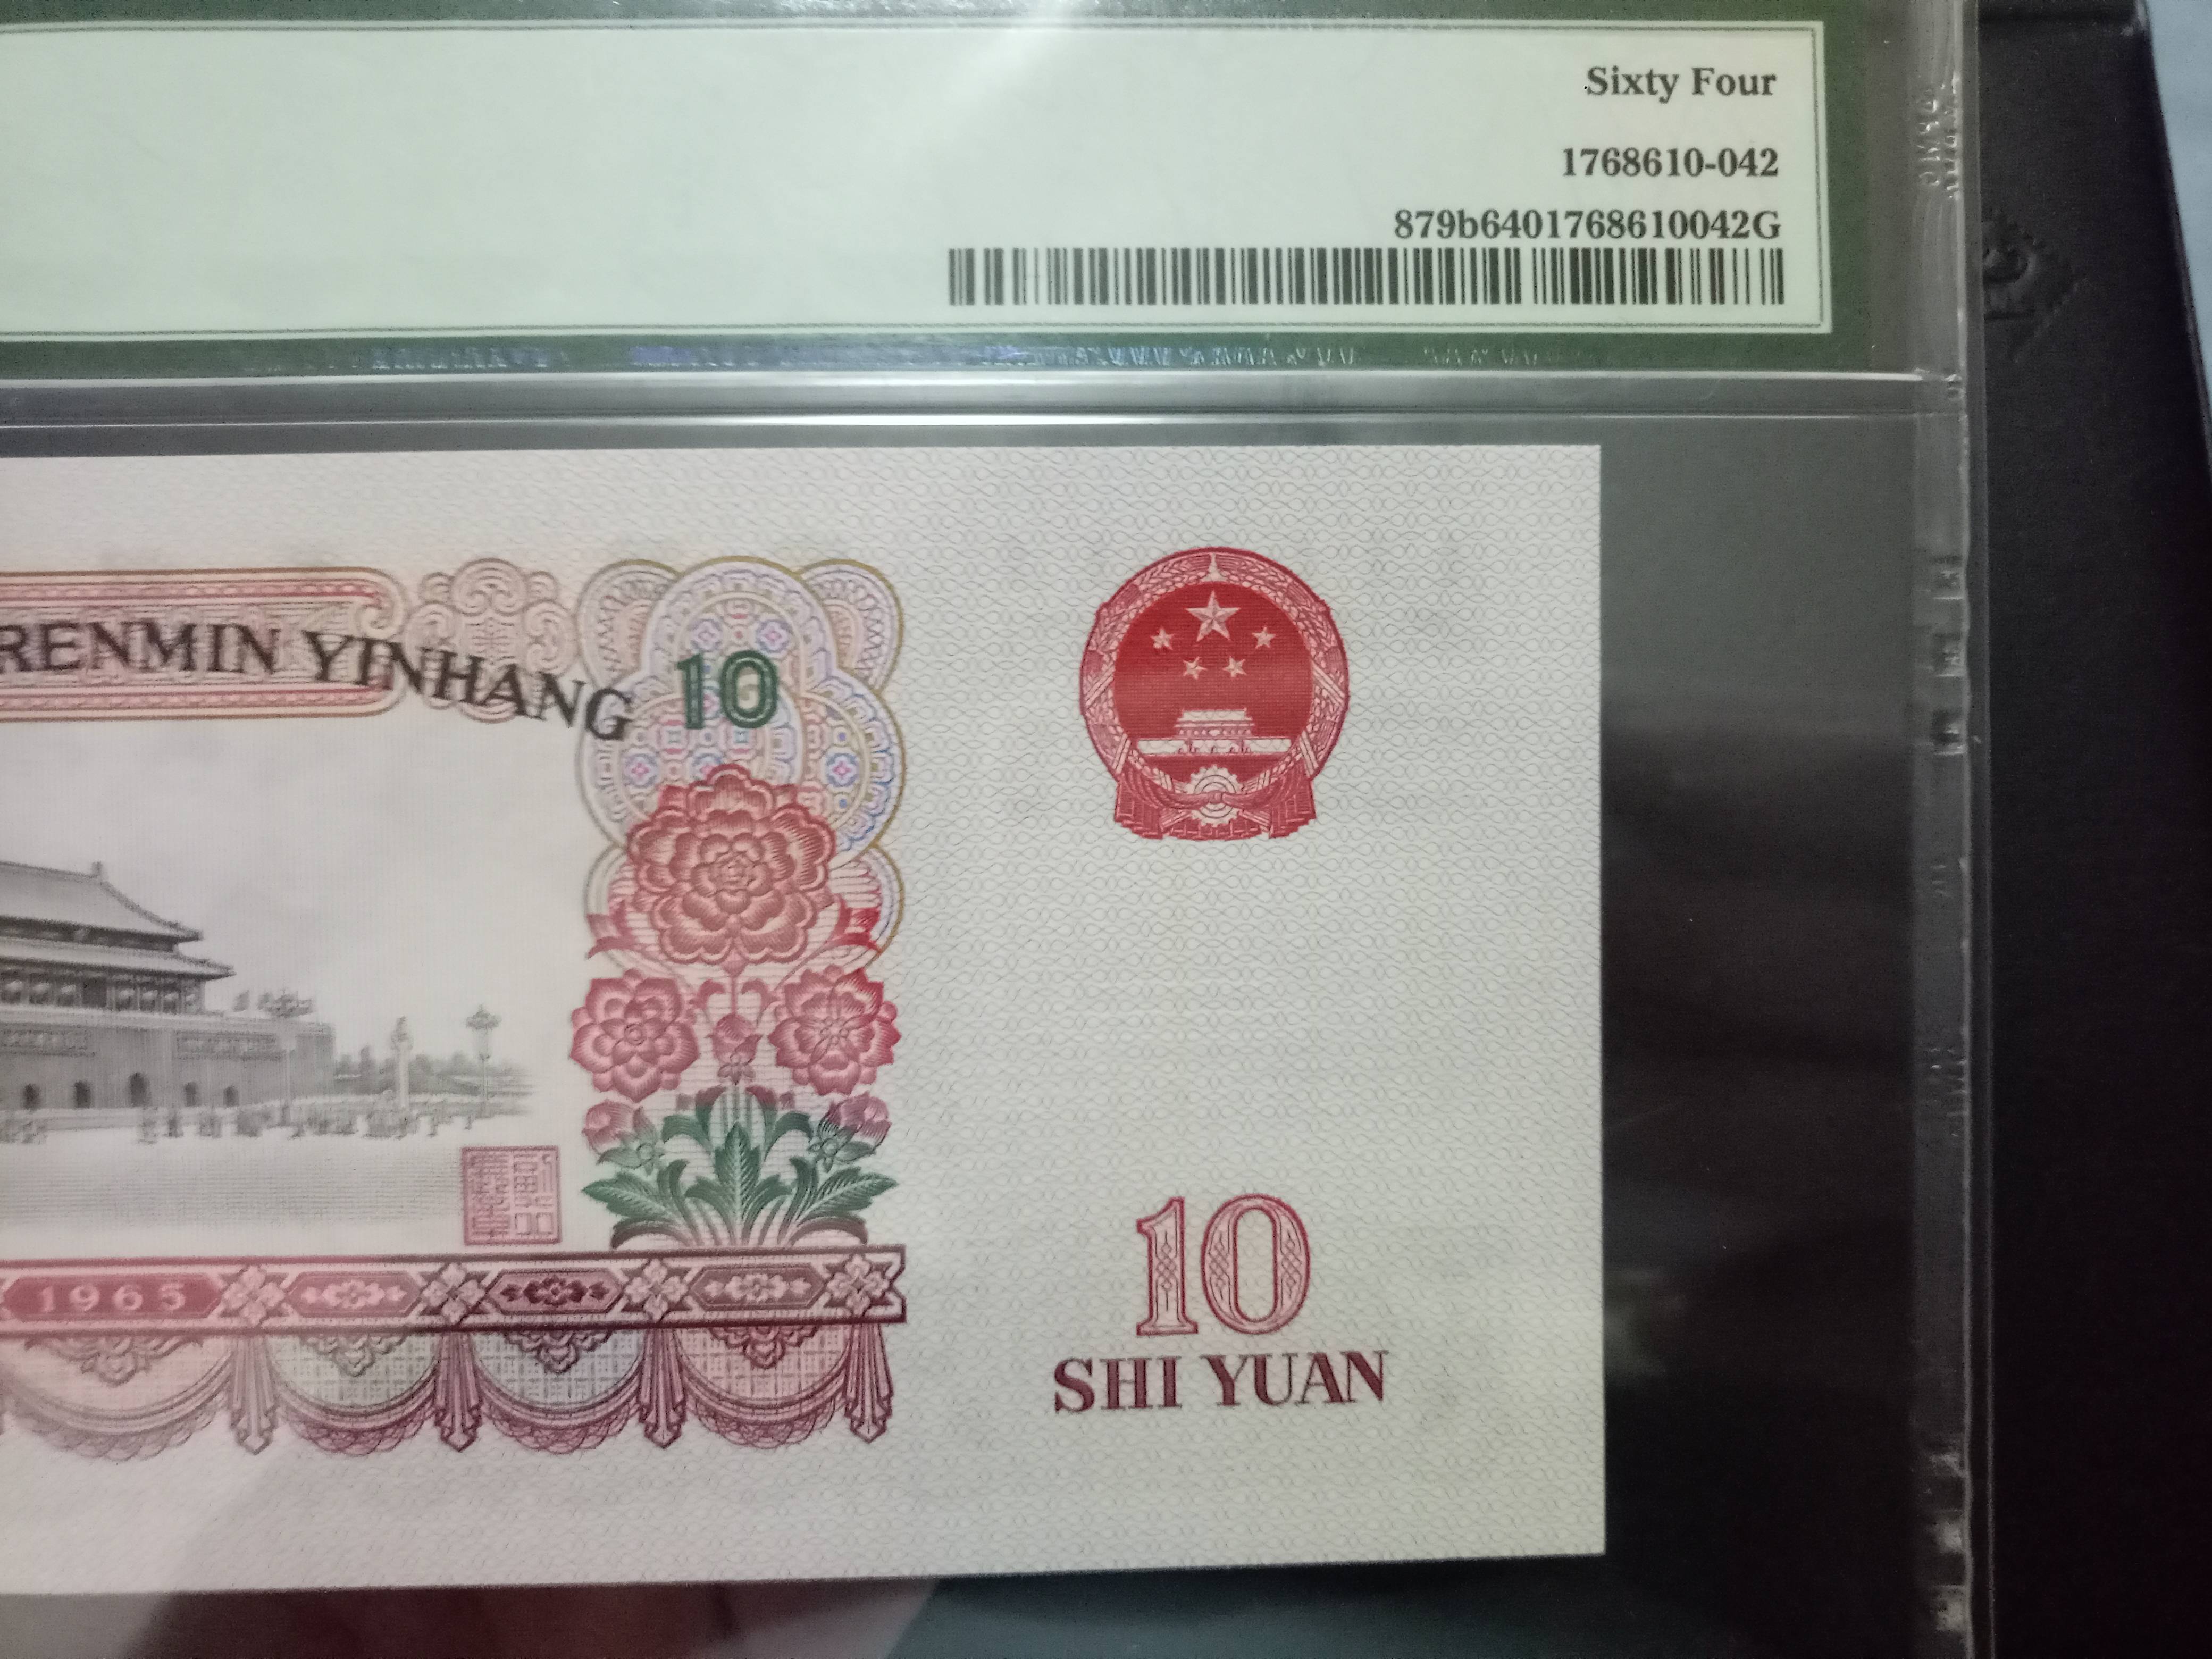 Sixty Four
1768610-042
879b6401768610042G
RENMIN YINHANG
10
1965
10
SHI YUAN